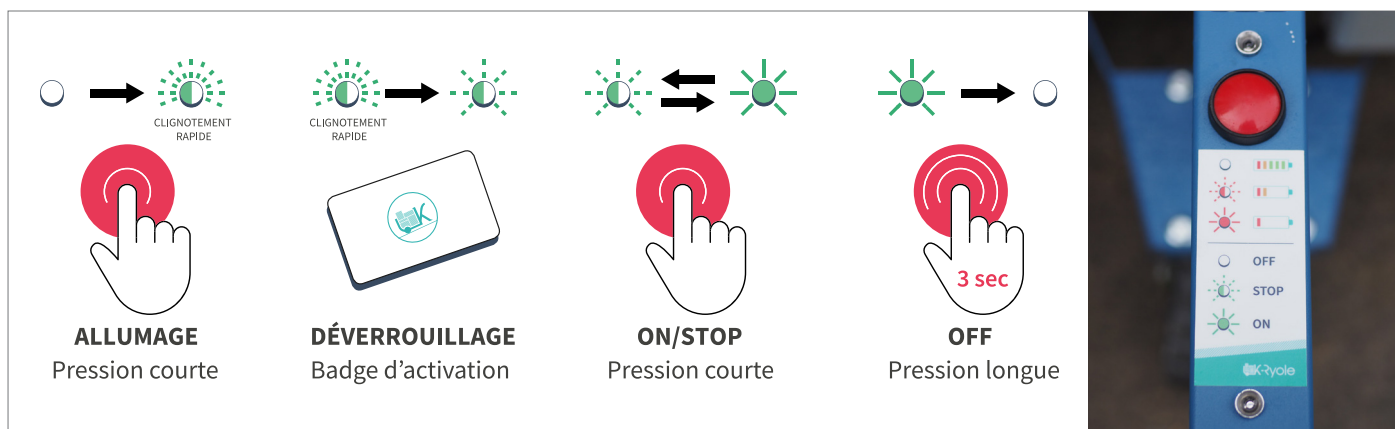 CLIGNOTEMENT
RAPIDE
ALLUMAGE
Pression courte
CLIGNOTEMENT
RAPIDE
K
DÉVERROUILLAGE
Badge d’activation
ON/STOP
Pression courte
3 sec
OFF
Pression longue
OFF
STOP
ON
K-Ryole